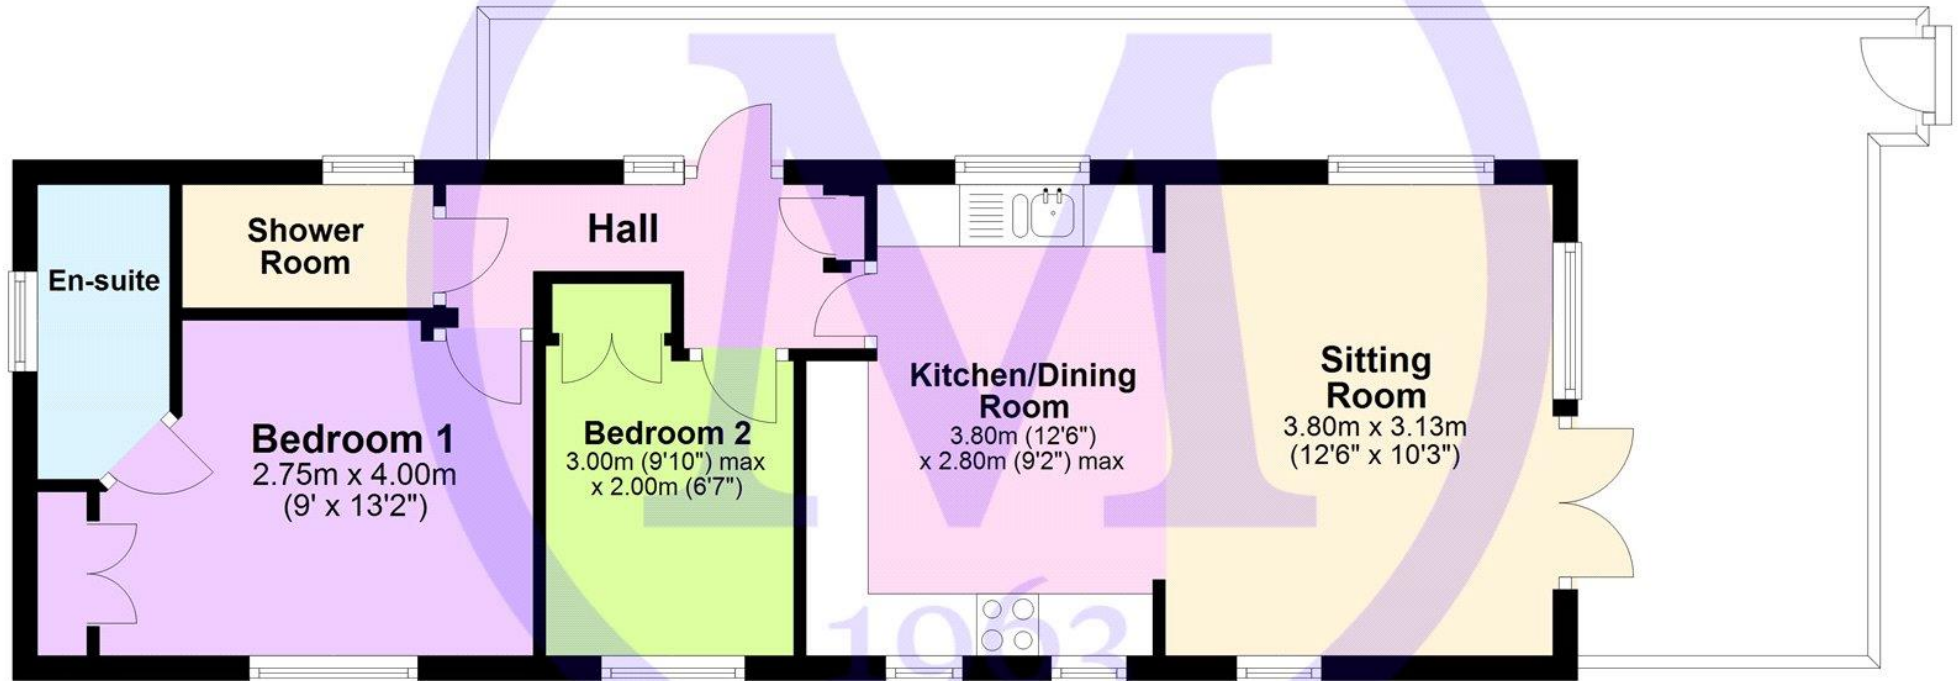 En-suite
Shower
Room
Hall
Bedroom 1
2.75m x 4.00m
(9' x 13'2")
Bedroom 2
3.00m (9'10") max
x 2.00m (6'7")
Kitchen/Dining
Room
3.80m (12'6")
x 2.80m (9'2") max
Sitting
Room
3.80m x 3.13m
(12'6" x 10'3")
M
1963